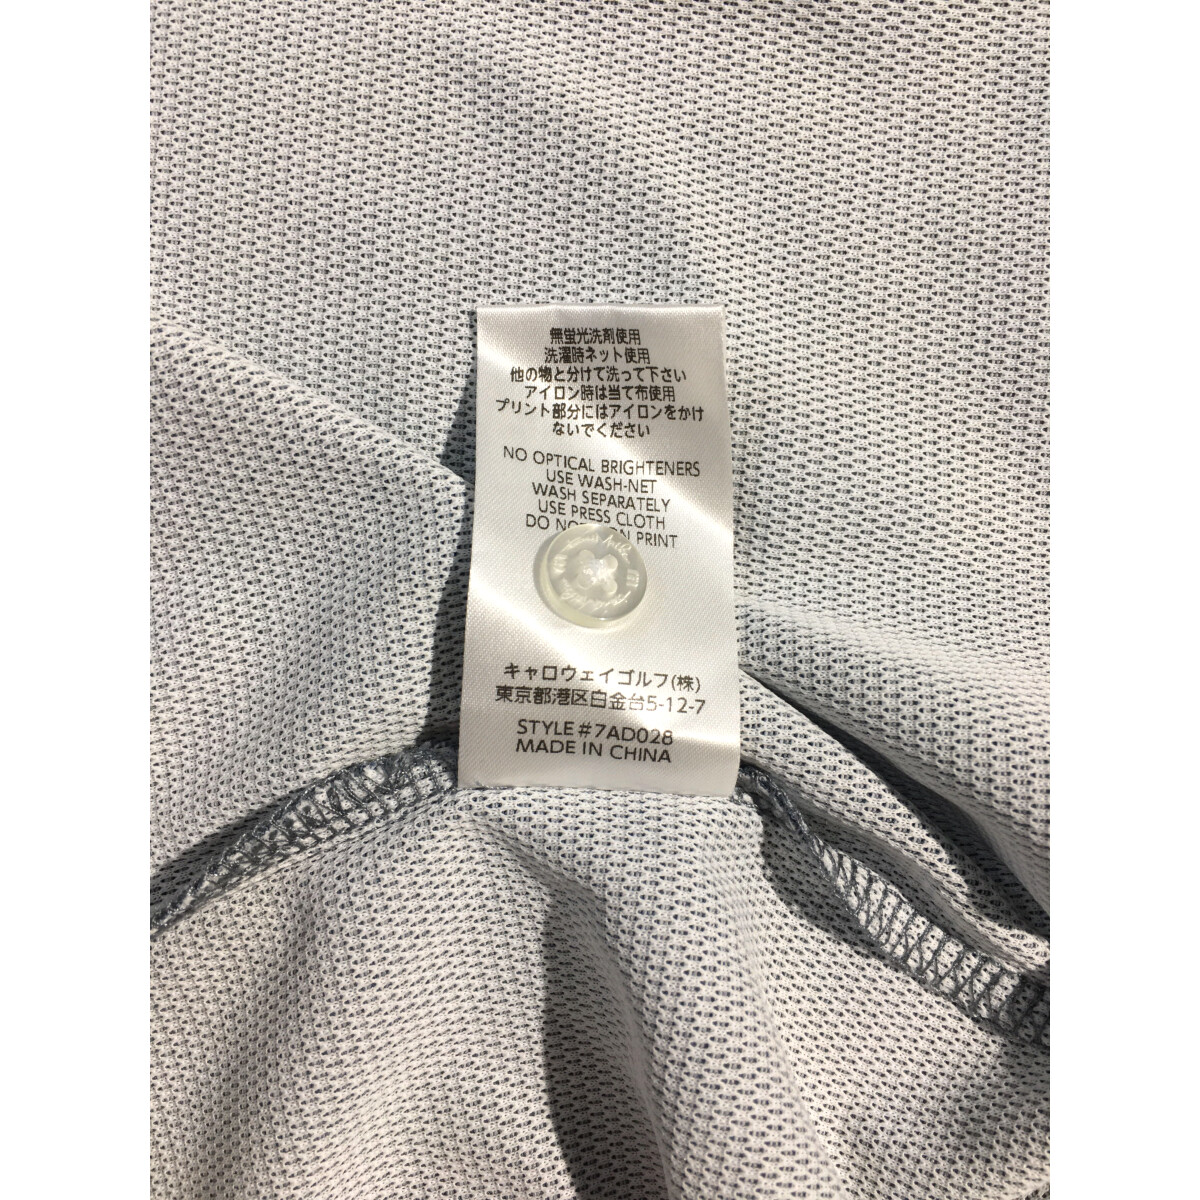 無蛍光洗剤使用
洗濯時ネット使用
他の物と分けて洗って下さい
アイロン時は当て布使用
プリント部分にはアイロンをかけ
ないでください
NO OPTICAL BRIGHTENERS
USE WASH-NET
WASH SEPARATELY
USE PRESS CLOTH
DO PRINT
キャロウェイゴルフ(株)
東京都港区白金台5-12-7
STYLE #7AD028
MADE IN CHINA